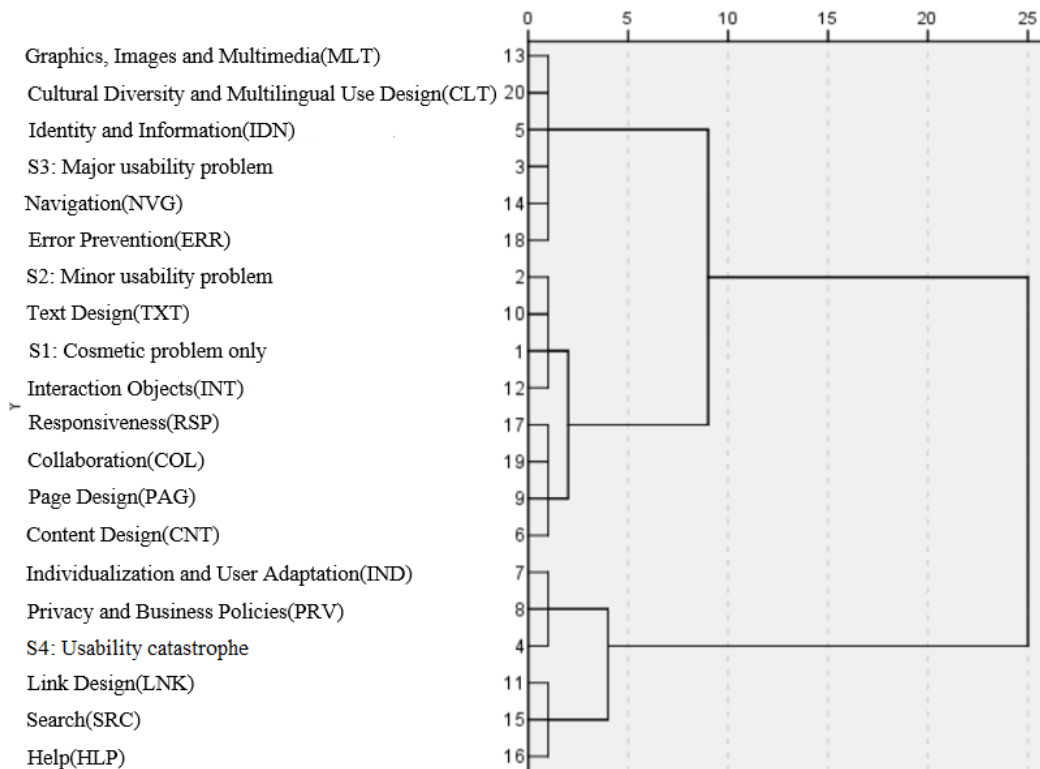 0 5 10 15 20 25
Graphics, Images and Multimedia(MLT) 13
Cultural Diversity and Multilingual Use Design(CLT) 20
Identity and Information(IDN) 5
S3: Major usability problem 3
Navigation(NVG) 14
Error Prevention(ERR) 18
S2: Minor usability problem 2
Text Design(TXT) 10
S1: Cosmetic problem only 1
Interaction Objects(INT) 12
Y
Responsiveness(RSP) 17
Collaboration(COL) 19
Page Design(PAG) 9
Content Design(CNT) 6
Individualization and User Adaptation(IND) 7
Privacy and Business Policies(PRV) 8
S4: Usability catastrophe 4
Link Design(LNK) 11
Search(SRC) 15
Help(HLP) 16